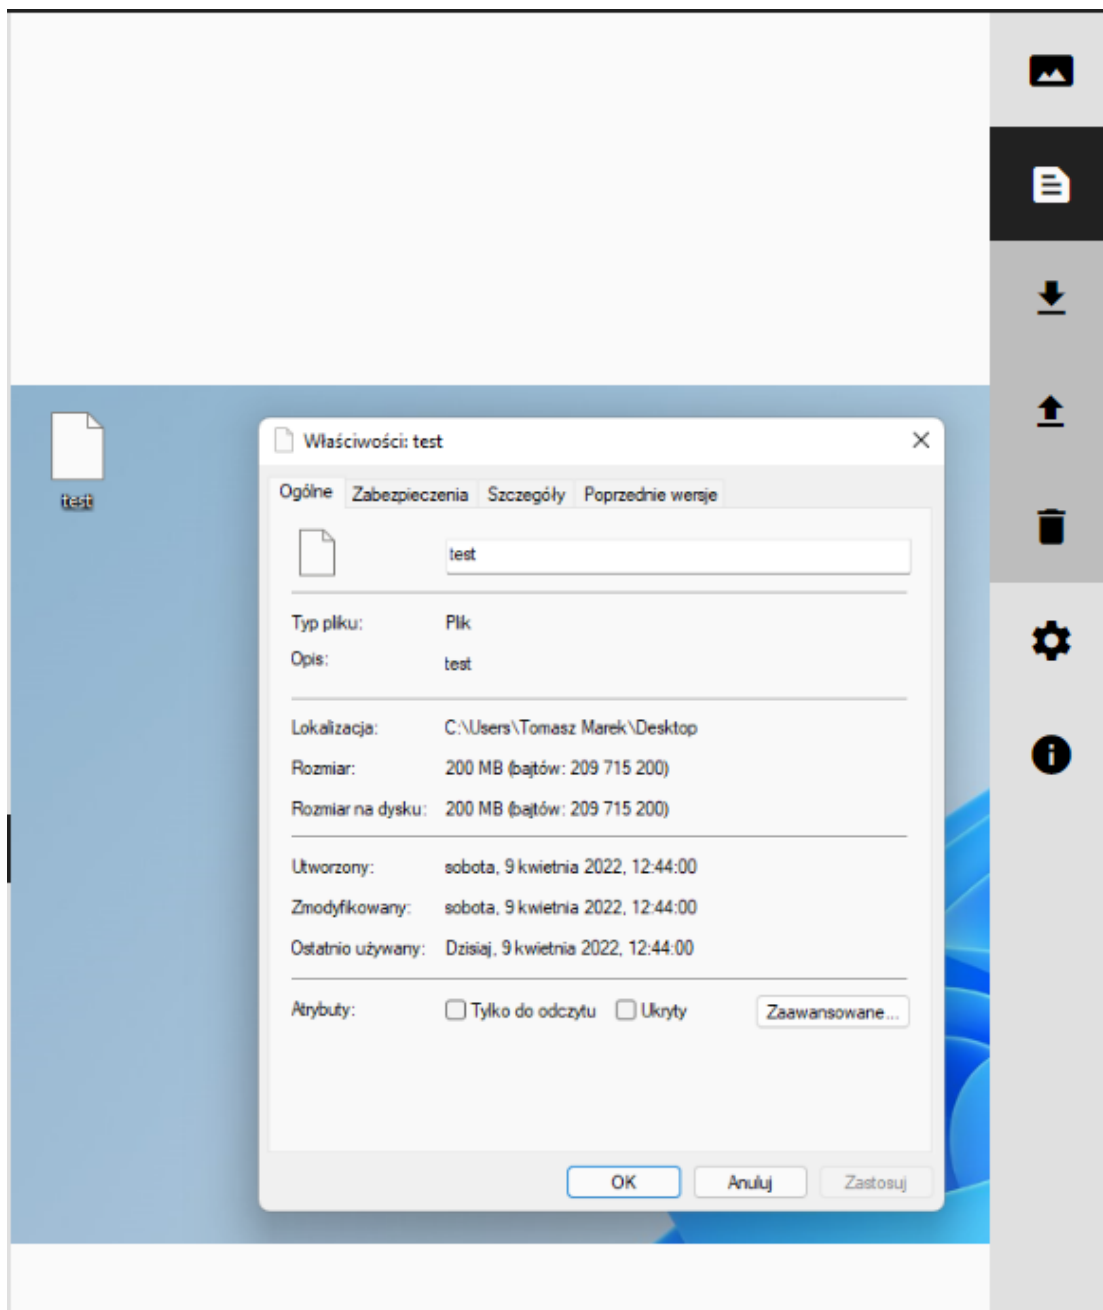 test
Właściwości: test
Ogólne Zabezpieczenia Szczegóły Poprzednie wersje
test
Typ pliku: Plik
Opis: test
Lokalizacja: C:\Users\Tomasz Marek\Desktop
Rozmiar: 200 MB (bajtów: 209 715 200)
Rozmiar na dysku: 200 MB (bajtów: 209 715 200)
Utworzony: sobota, 9 kwietnia 2022, 12:44:00
Zmodyfikowany: sobota, 9 kwietnia 2022, 12:44:00
Ostatnio używany: Dzisiaj, 9 kwietnia 2022, 12:44:00
Atrybuty: Tylko do odczytu Ukryty Zaawansowane...
OK Anuluj Zastosuj